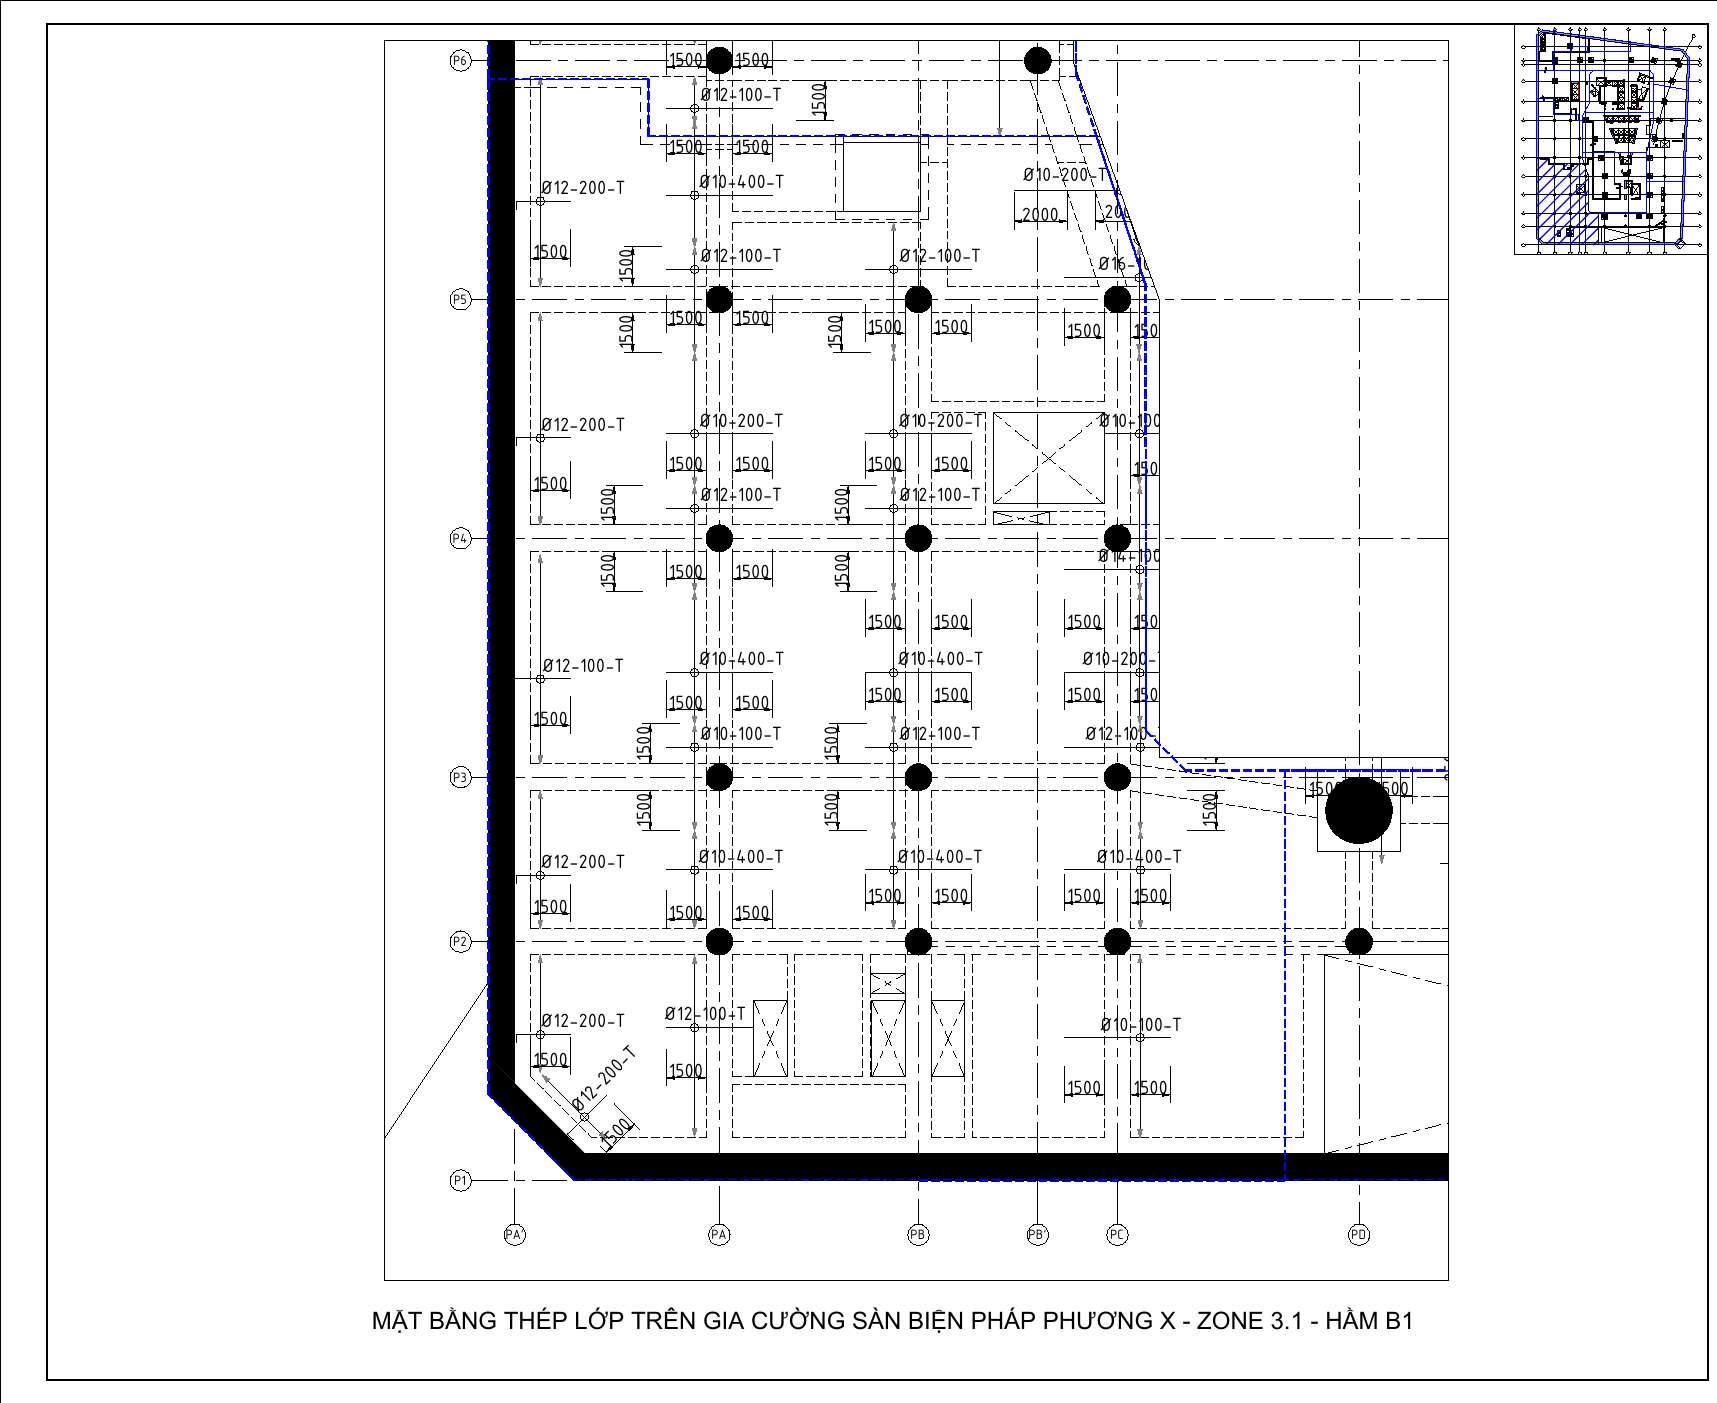 P6 1500 1500
Ø12-100-T 1500
1500 1500
Ø12-200-T Ø10-400-T Ø10-200-T
2000
1500 1500 Ø12-100-T Ø12-100-T
P5
1500 1500 1500 1500 1500 1500 1500
Ø12-200-T Ø10-200-T Ø10-200-T
1500 1500 1500 1500 1500
1500 Ø12-100-T 1500 Ø12-100-T
P4
1500 1500 1500 1500
1500 1500 1500
Ø12-100-T Ø10-400-T Ø10-400-T Ø10-200-
1500 1500 1500 1500 1500 1500
1500 Ø10-100-T 1500 Ø12-100-T Ø12-100
P3
1500
1500 1500 1500
Ø12-200-T Ø10-400-T Ø10-400-T Ø10-400-T
1500 1500 1500 1500 1500 1500 1500
P2
Ø12-200-T Ø12-100-T Ø10-100-T
1500 1500 1500 1500
Ø12-200-T
1500
P1
PA' PA PB PB' PC PD
MẶT BẰNG THÉP LỚP TRÊN GIA CƯỜNG SÀN BIỆN PHÁP PHƯƠNG X - ZONE 3.1 - HẦM B1